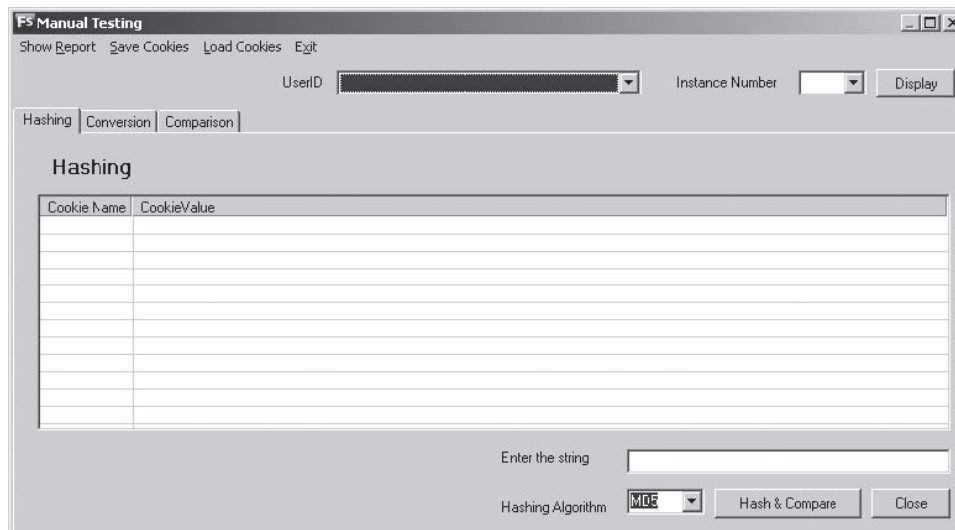 FS Manual Testing
Show Report Save Cookies Load Cookies Exit
UserID Instance Number Display
Hashing Conversion Comparison
Hashing
Cookie Name CookieValue
Enter the string
Hashing Algorithm MD5 Hash & Compare Close